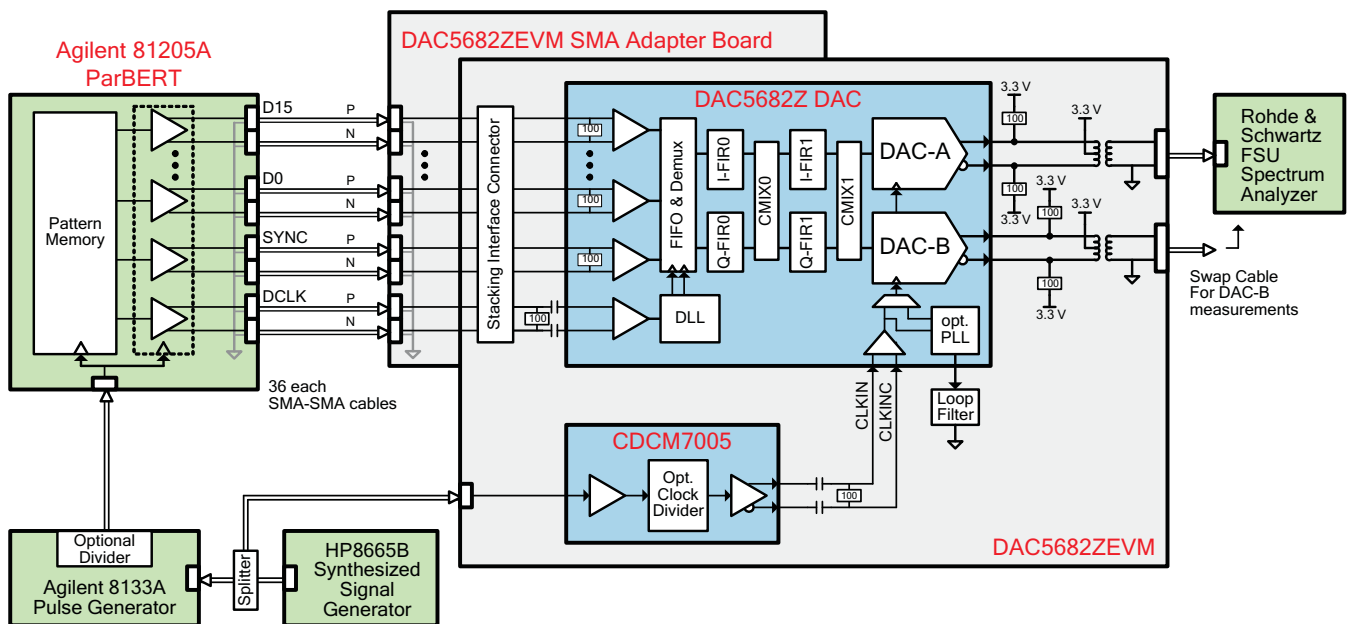 Agilent 81205A
ParBERT
Pattern
Memory
D15
P
N
D0
P
N
SYNC
P
N
DCLK
P
N
36 each
SMA-SMA cables
DAC5682ZEVM SMA Adapter Board
Stacking Interface Connector
DAC5682Z DAC
100
100
100
100
FIFO & Demux
DLL
I-FIR0
Q-FIR0
CMIX0
I-FIR1
Q-FIR1
CMIX1
DAC-A
DAC-B
opt.
PLL
Loop
Filter
CLKIN
CLKINC
3.3 V
100
3.3 V
100
3.3 V
3.3 V
100
3.3 V
100
3.3 V
Rohde &
Schwartz
FSU
Spectrum
Analyzer
Swap Cable
For DAC-B
measurements
CDCM7005
Opt.
Clock
Divider
100
DAC5682ZEVM
Optional
Divider
Agilent 8133A
Pulse Generator
Splitter
HP8665B
Synthesized
Signal
Generator